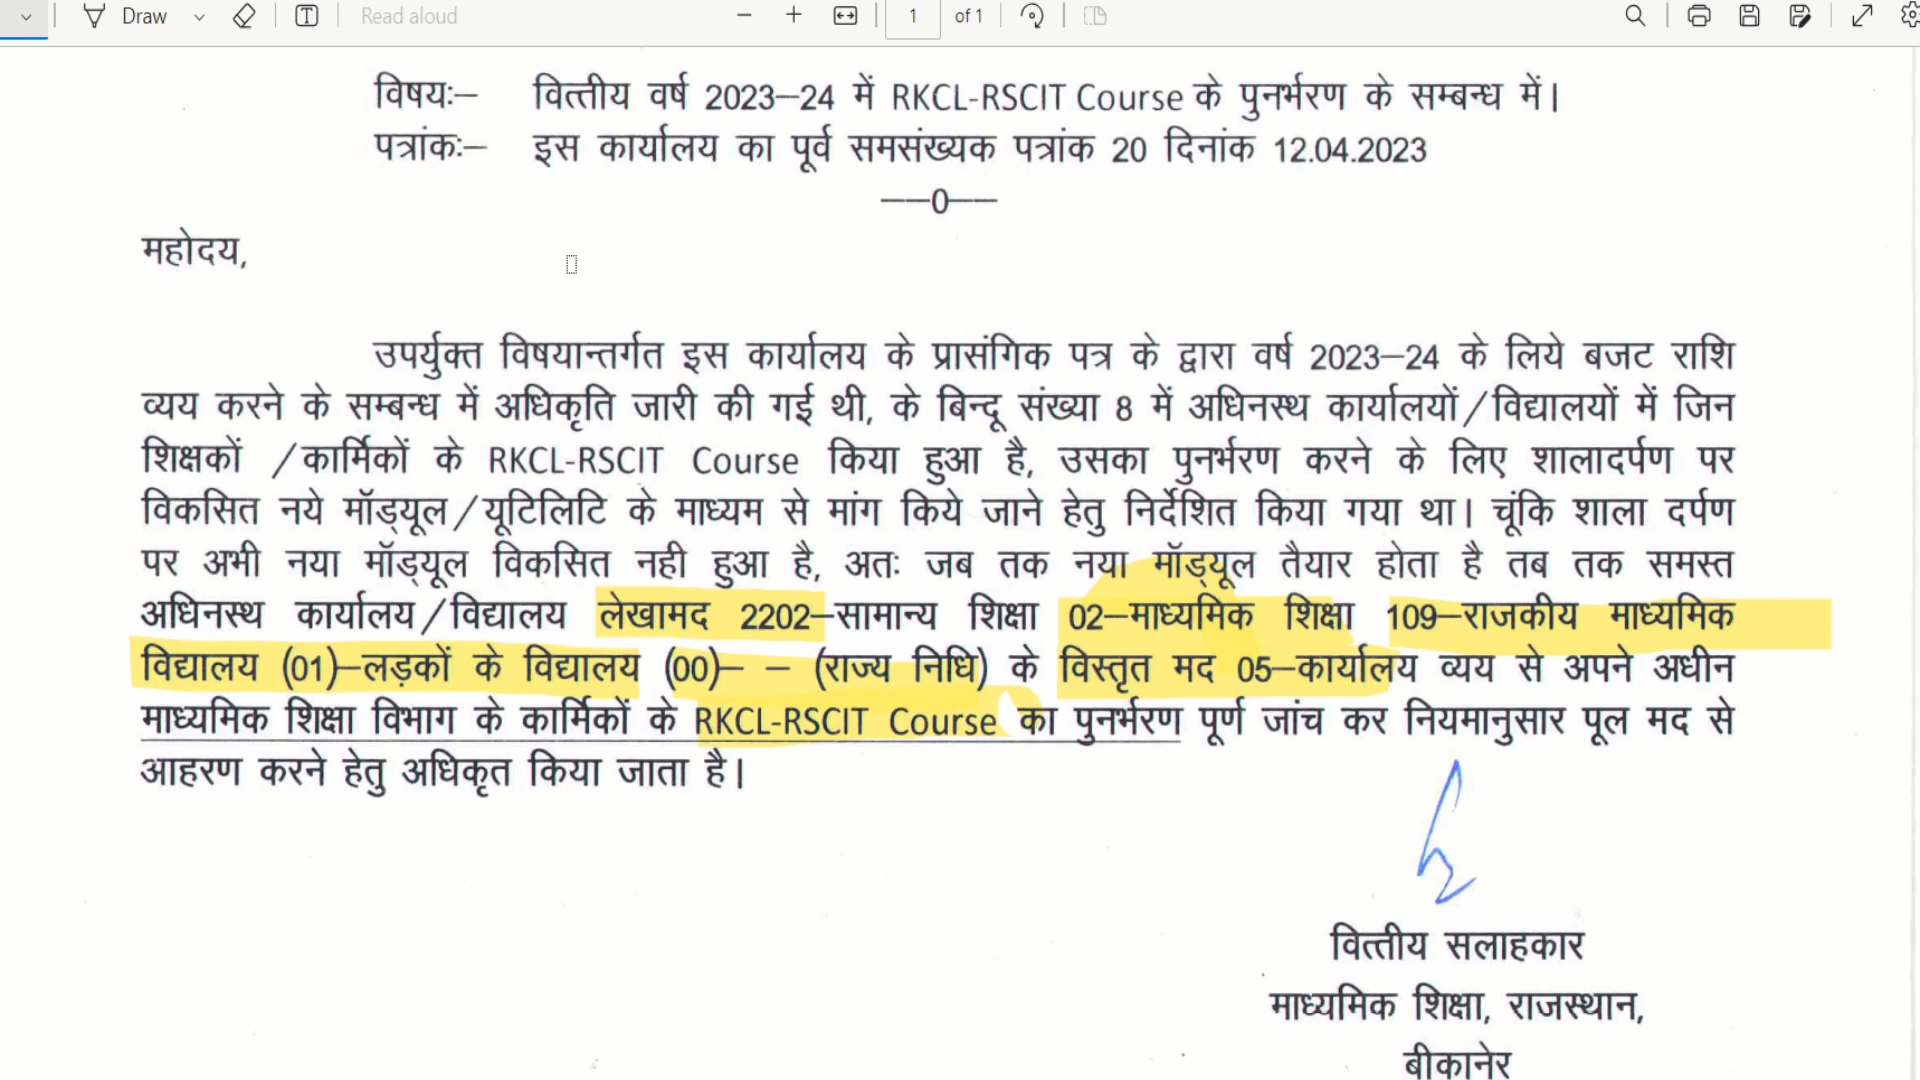 Draw
Read aloud
1 of 1
विषयः– वित्तीय वर्ष 2023–24 में RKCL-RSCIT Course के पुनर्भरण के सम्बन्ध में।
पत्रांकः– इस कार्यालय का पूर्व समसंख्यक पत्रांक 20 दिनांक 12.04.2023
––0––
महोदय,
उपर्युक्त विषयान्तर्गत इस कार्यालय के प्रासंगिक पत्र के द्वारा वर्ष 2023–24 के लिये बजट राशि
व्यय करने के सम्बन्ध में अधिकृति जारी की गई थी, के बिन्दू संख्या 8 में अधिनस्थ कार्यालयों/विद्यालयों में जिन
शिक्षकों /कार्मिकों के RKCL-RSCIT Course किया हुआ है, उसका पुनर्भरण करने के लिए शालादर्पण पर
विकसित नये मॉड्यूल/यूटिलिटि के माध्यम से मांग किये जाने हेतु निर्देशित किया गया था। चूंकि शाला दर्पण
पर अभी नया मॉड्यूल विकसित नही हुआ है, अतः जब तक नया मॉड्यूल तैयार होता है तब तक समस्त
अधिनस्थ कार्यालय/विद्यालय लेखामद 2202–सामान्य शिक्षा 02–माध्यमिक शिक्षा 109–राजकीय माध्यमिक
विद्यालय (01)–लड़कों के विद्यालय (00)– – (राज्य निधि) के विस्तृत मद 05–कार्यालय व्यय से अपने अधीन
माध्यमिक शिक्षा विभाग के कार्मिकों के RKCL-RSCIT Course का पुनर्भरण पूर्ण जांच कर नियमानुसार पूल मद से
आहरण करने हेतु अधिकृत किया जाता है।
वित्तीय सलाहकार
माध्यमिक शिक्षा, राजस्थान,
बीकानेर